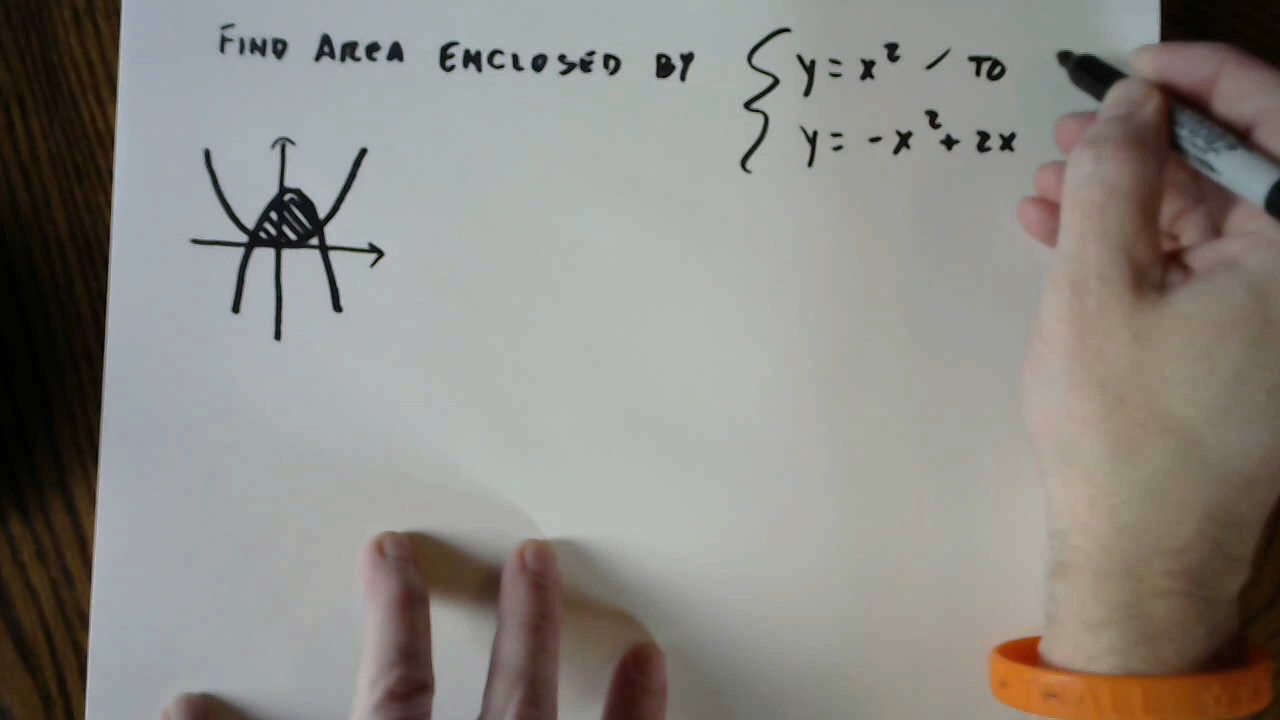 FIND AREA ENCLOSED BY { y = x² / TO
y = -x² + 2x